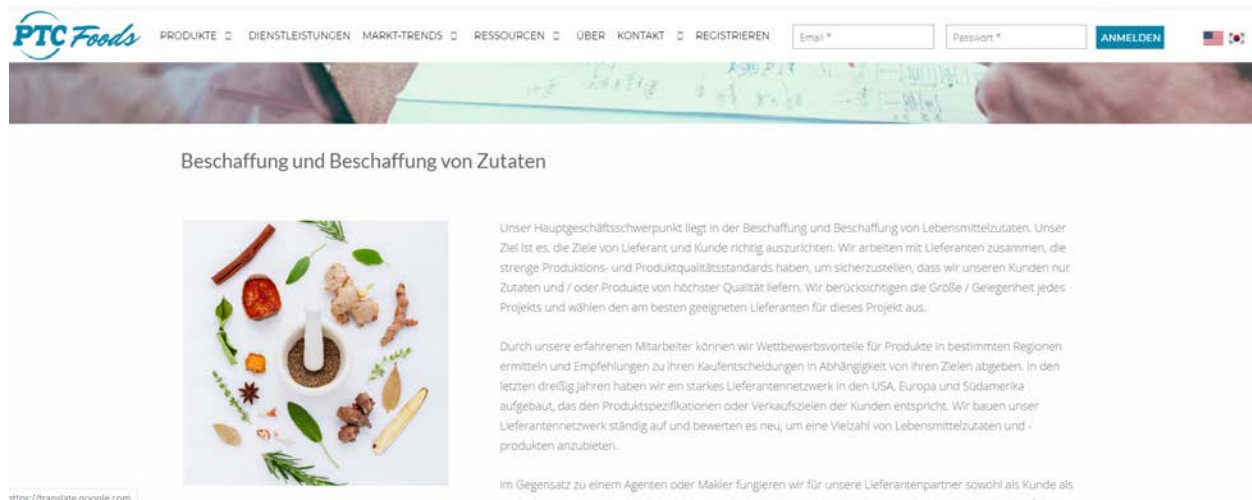 PTC Foods
PRODUKTE DIENSTLEISTUNGEN MARKT-TRENDS RESSOURCEN ÜBER KONTAKT REGISTRIEREN Email * Passwort * ANMELDEN
Beschaffung und Beschaffung von Zutaten
Unser Hauptgeschäftsschwerpunkt liegt in der Beschaffung und Beschaffung von Lebensmittelzutaten. Unser
Ziel ist es, die Ziele von Lieferant und Kunde richtig auszurichten. Wir arbeiten mit Lieferanten zusammen, die
strenge Produktions- und Produktqualitätsstandards haben, um sicherzustellen, dass wir unseren Kunden nur
Zutaten und / oder Produkte von höchster Qualität liefern. Wir berücksichtigen die Größe / Gelegenheit jedes
Projekts und wählen den am besten geeigneten Lieferanten für dieses Projekt aus.
Durch unsere erfahrenen Mitarbeiter können wir Wettbewerbsvorteile für Produkte in bestimmten Regionen
ermitteln und Empfehlungen zu Ihren Kaufentscheidungen in Abhängigkeit von Ihren Zielen abgeben. In den
letzten dreißig Jahren haben wir ein starkes Lieferantennetzwerk in den USA, Europa und Südamerika
aufgebaut, das den Produktspezifikationen oder Verkaufszielen der Kunden entspricht. Wir bauen unser
Lieferantennetzwerk ständig auf und bewerten es neu, um eine Vielzahl von Lebensmittelzutaten und -
produkten anzubieten.
Im Gegensatz zu einem Agenten oder Makler fungieren wir für unsere Lieferantenpartner sowohl als Kunde als
https://translate.google.com